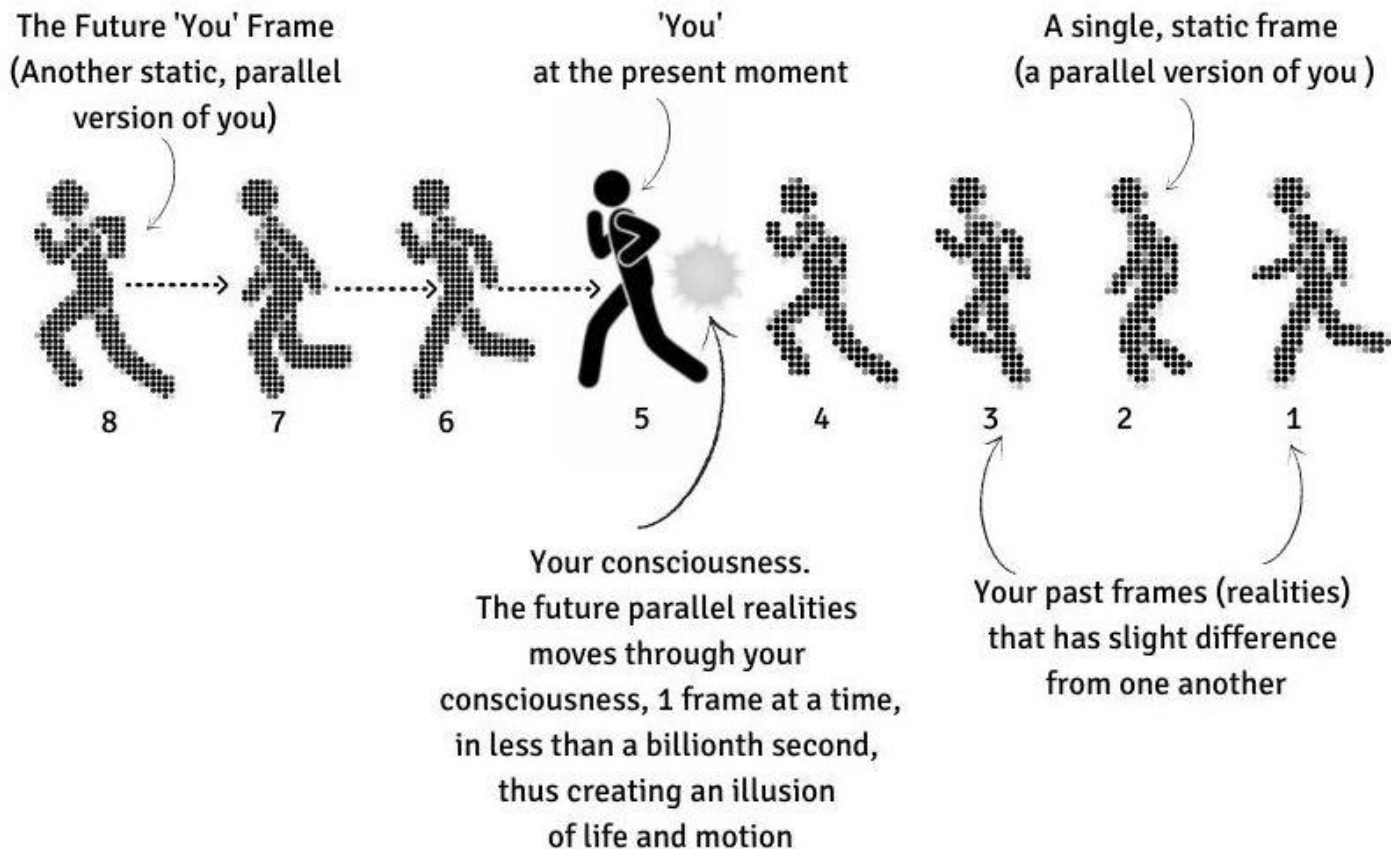 The Future 'You' Frame
(Another static, parallel
version of you)
'You'
at the present moment
A single, static frame
(a parallel version of you )
8
7
6
5
4
3
2
1
Your consciousness.
The future parallel realities
moves through your
consciousness, 1 frame at a time,
in less than a billionth second,
thus creating an illusion
of life and motion
Your past frames (realities)
that has slight difference
from one another